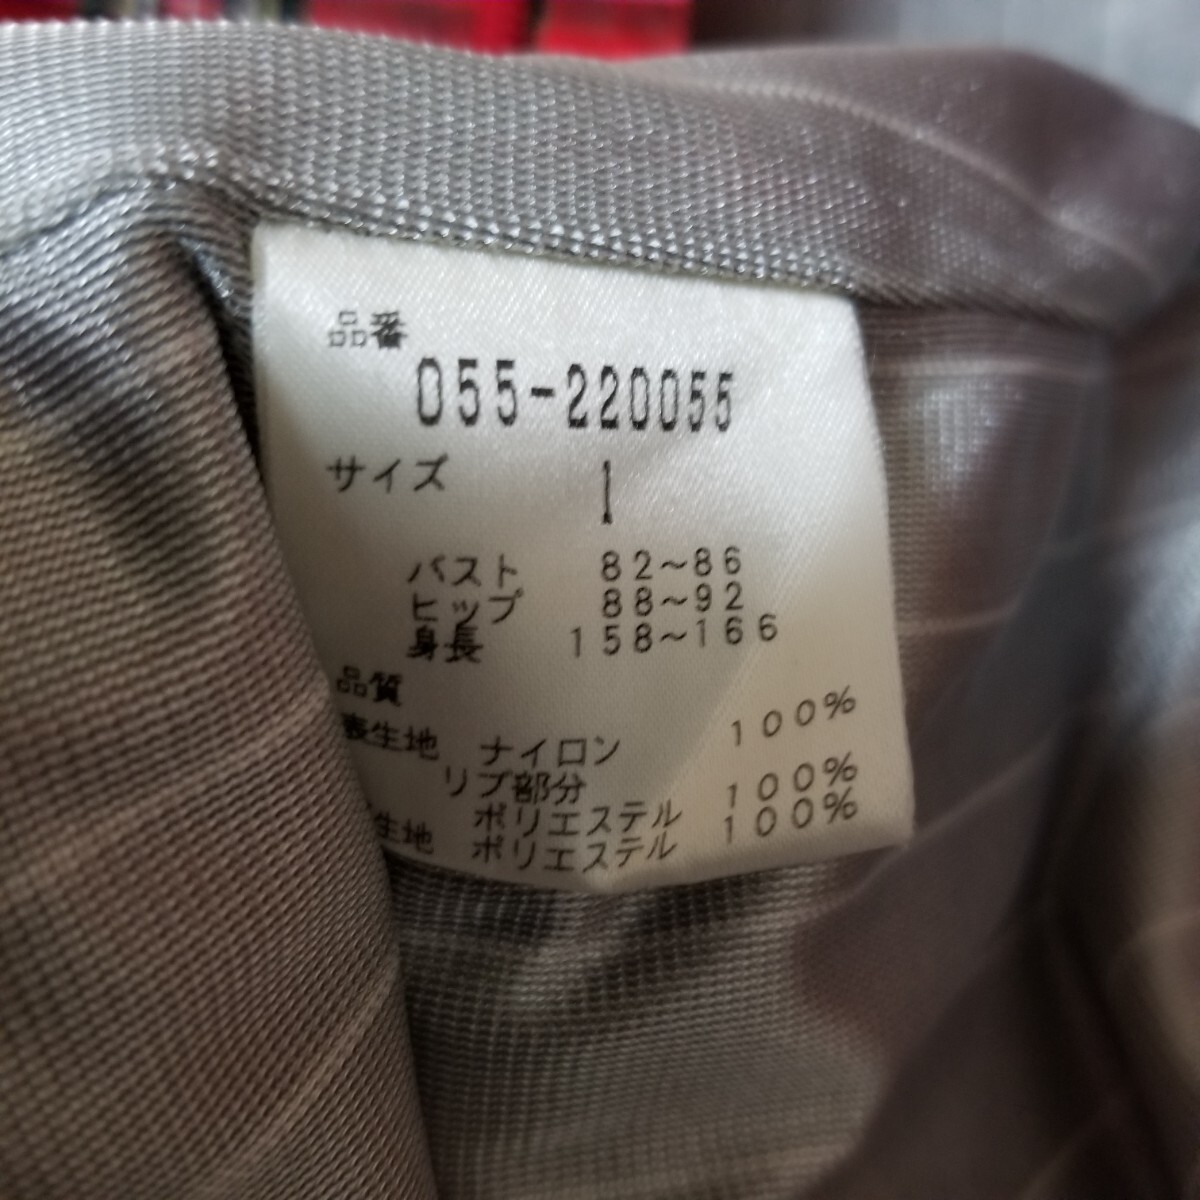 品番
055-220055
サイズ 1
バスト 82~86
ヒップ 88~92
身長 158~166
品質
表生地 ナイロン 100%
リブ部分
ポリエステル 100%
生地 ポリエステル 100%